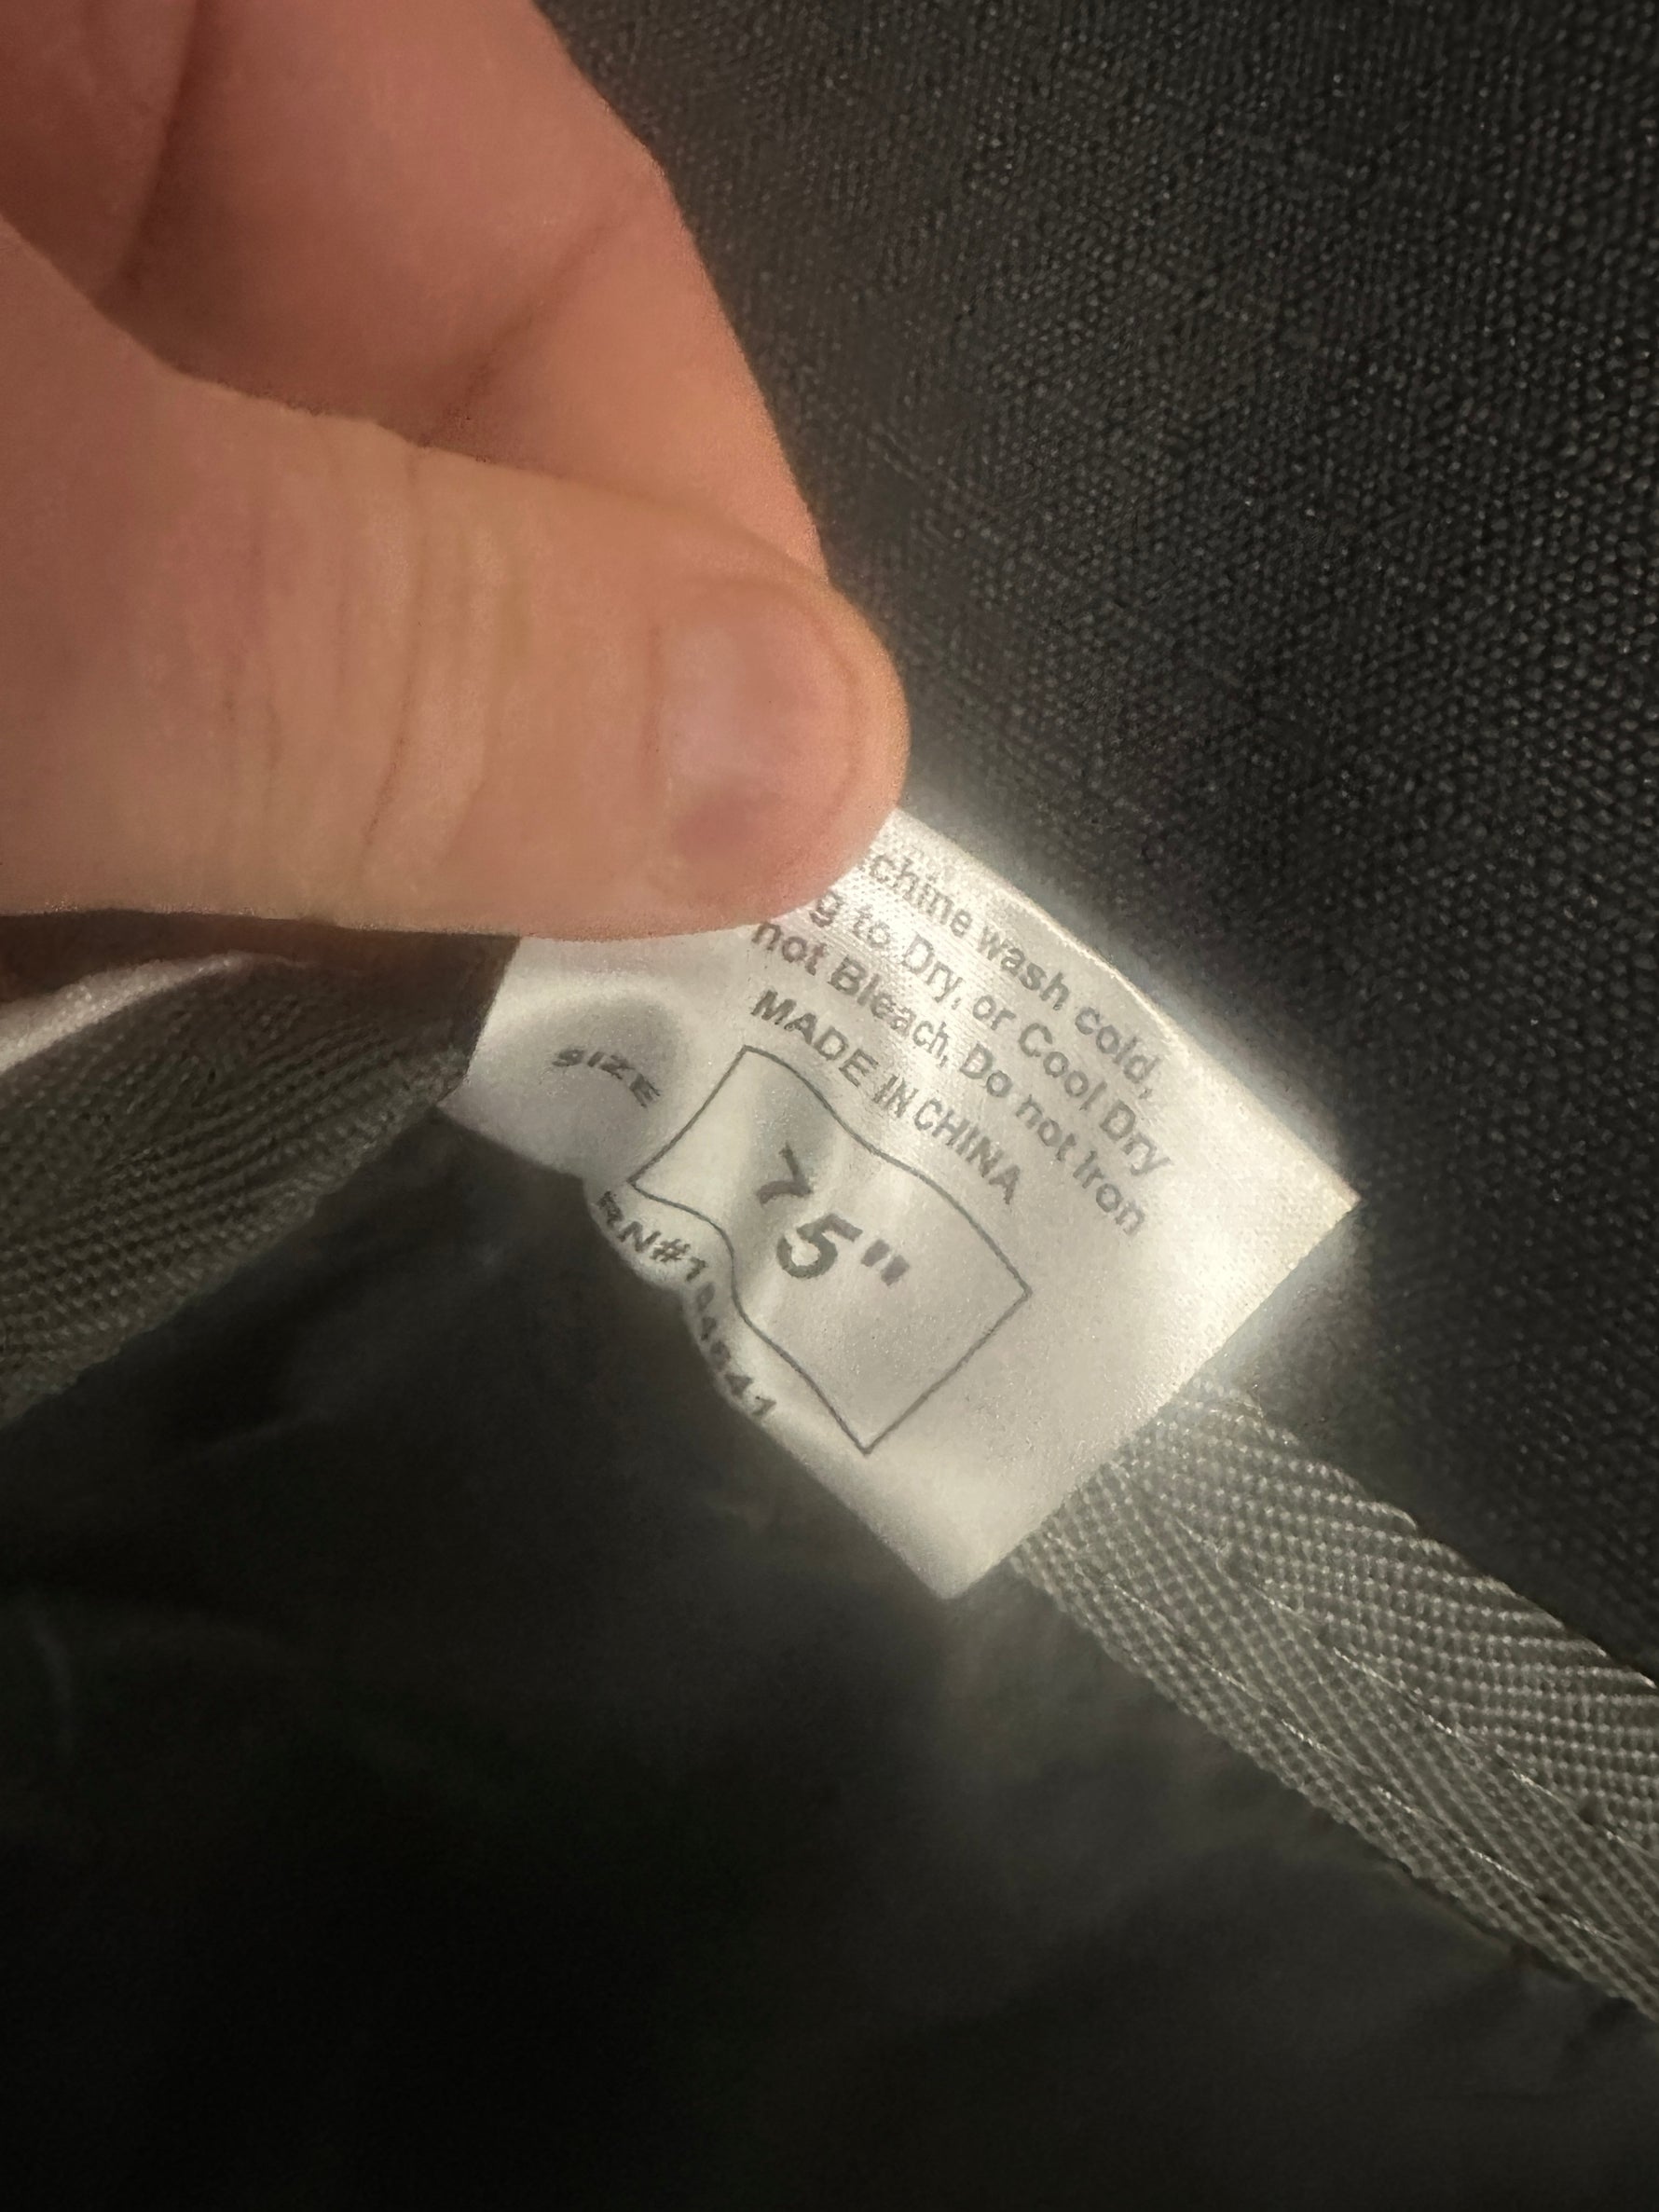 chine wash cold,
g to Dry, or Cool Dry
not Bleach, Do not Iron
MADE IN CHINA
SIZE
75"